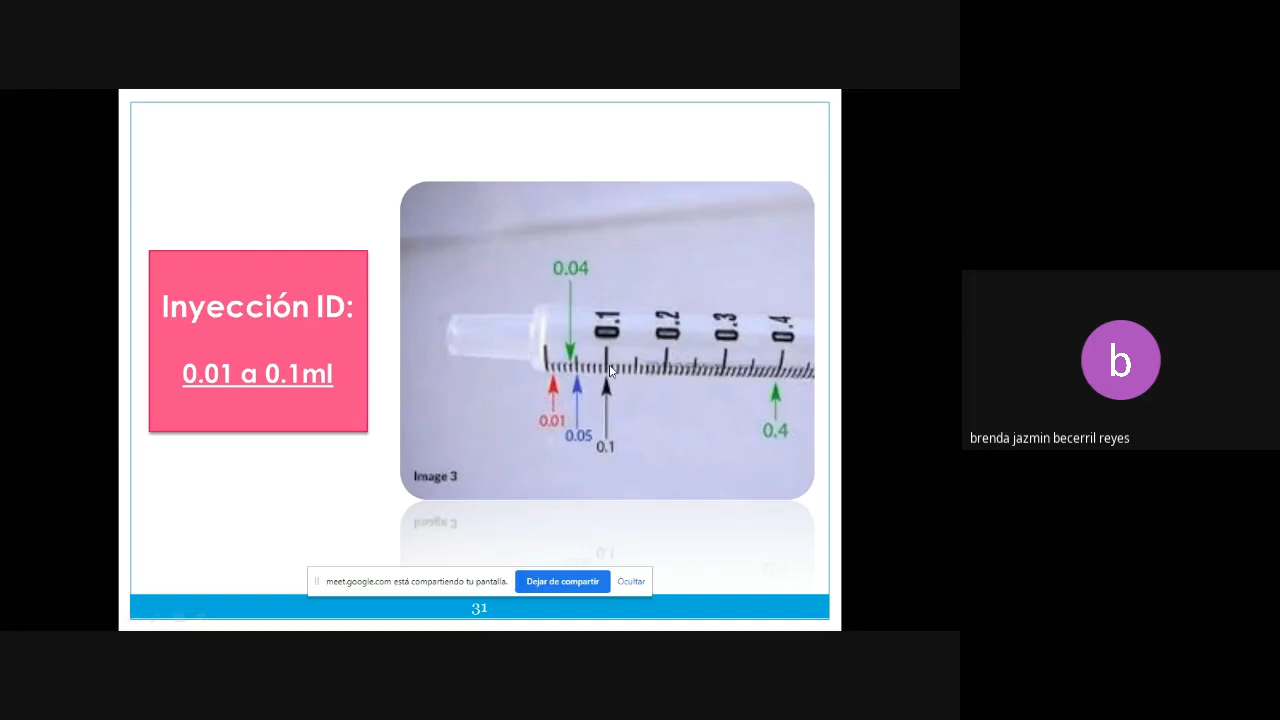 Inyección ID:
0.01 a 0.1ml
0.04
0.1
0.2
0.3
0.4
0.01
0.05
0.1
0.4
Image 3
meet.google.com está compartiendo tu pantalla.
Dejar de compartir
Ocultar
31
b
brenda jazmin becerril reyes